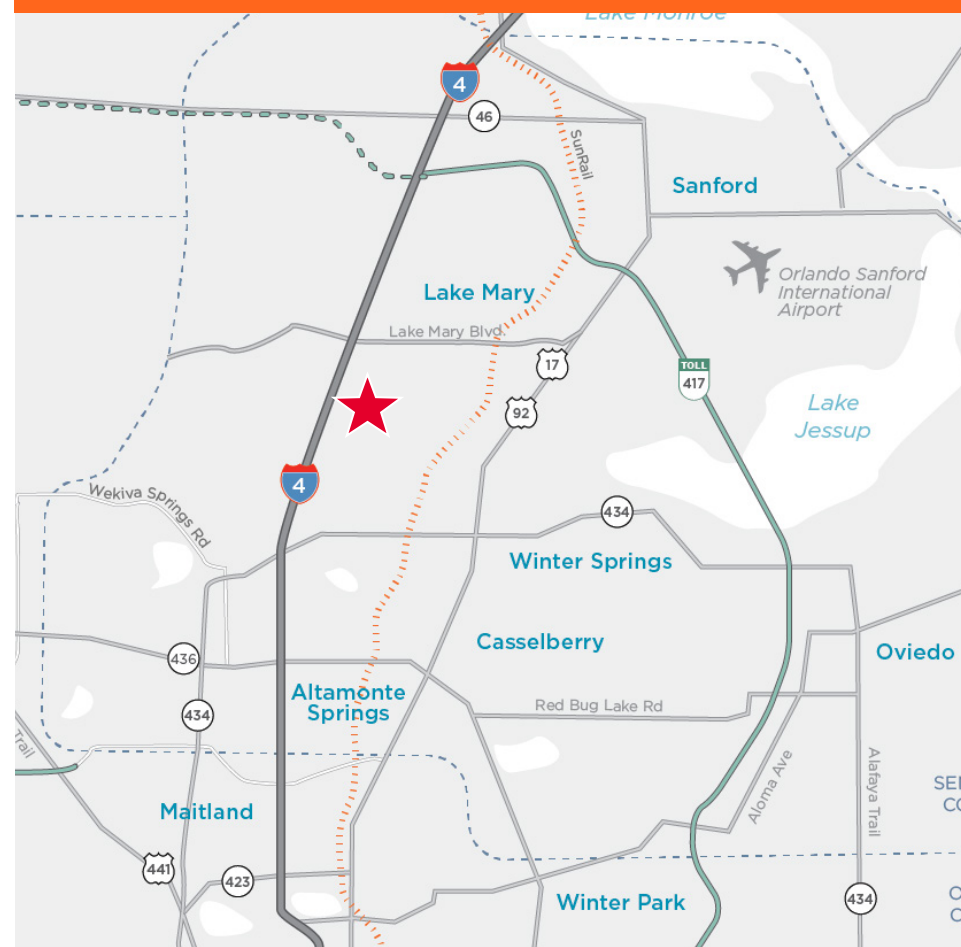 Lake Monroe
4
46
SunRail
Sanford
Orlando Sanford
International
Airport
Lake Mary
Lake Mary Blvd.
17
TOLL
417
92
Lake
Jessup
4
Wekiva Springs Rd
434
Winter Springs
Casselberry
436
Oviedo
Altamonte
Springs
434
Red Bug Lake Rd
Trail
Aloma Ave
Alafaya Trail
SE
CO
Maitland
441
423
Winter Park
434
O
C